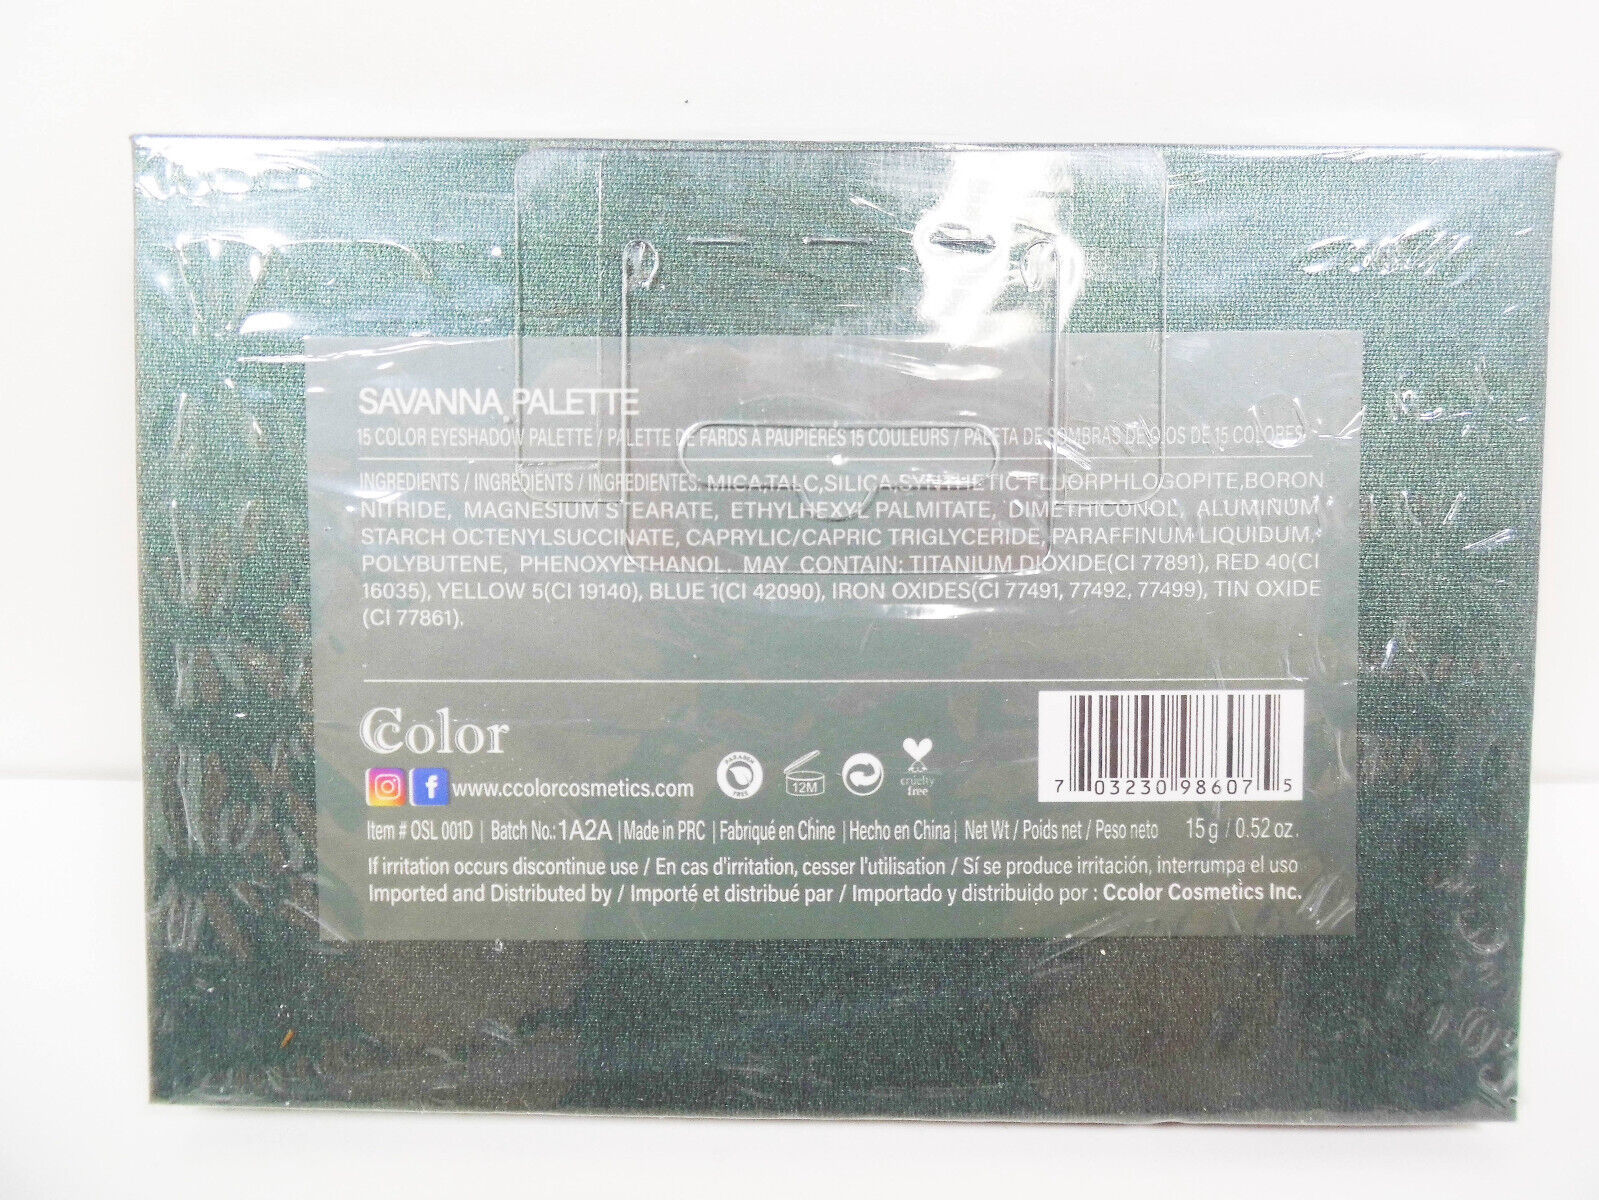 SAVANNA PALETTE
15 COLOR EYESHADOW PALETTE / PALETTE DE FARDS À PAUPIÈRES 15 COULEURS / PALETA DE SOMBRAS DE OJOS DE 15 COLORES
INGREDIENTS / INGRÉDIENTS / INGREDIENTES: MICA,TALC,SILICA,SYNTHETIC FLUORPHLOGOPITE,BORON
NITRIDE, MAGNESIUM STEARATE, ETHYLHEXYL PALMITATE, DIMETHICONOL, ALUMINUM
STARCH OCTENYLSUCCINATE, CAPRYLIC/CAPRIC TRIGLYCERIDE, PARAFFINUM LIQUIDUM,
POLYBUTENE, PHENOXYETHANOL. MAY CONTAIN: TITANIUM DIOXIDE(CI 77891), RED 40(CI
16035), YELLOW 5(CI 19140), BLUE 1(CI 42090), IRON OXIDES(CI 77491, 77492, 77499), TIN OXIDE
(CI 77861).
Ccolor
www.ccolorcosmetics.com
PARABEN
FREE
12M
cruelty
free
7 03230 98607 5
Item # OSL 001D | Batch No.: 1A2A | Made in PRC | Fabriqué en Chine | Hecho en China | Net Wt / Poids net / Peso neto 15 g / 0.52 oz.
If irritation occurs discontinue use / En cas d'irritation, cesser l'utilisation / Sí se produce irritación, interrumpa el uso
Imported and Distributed by / Importé et distribué par / Importado y distribuido por : Ccolor Cosmetics Inc.